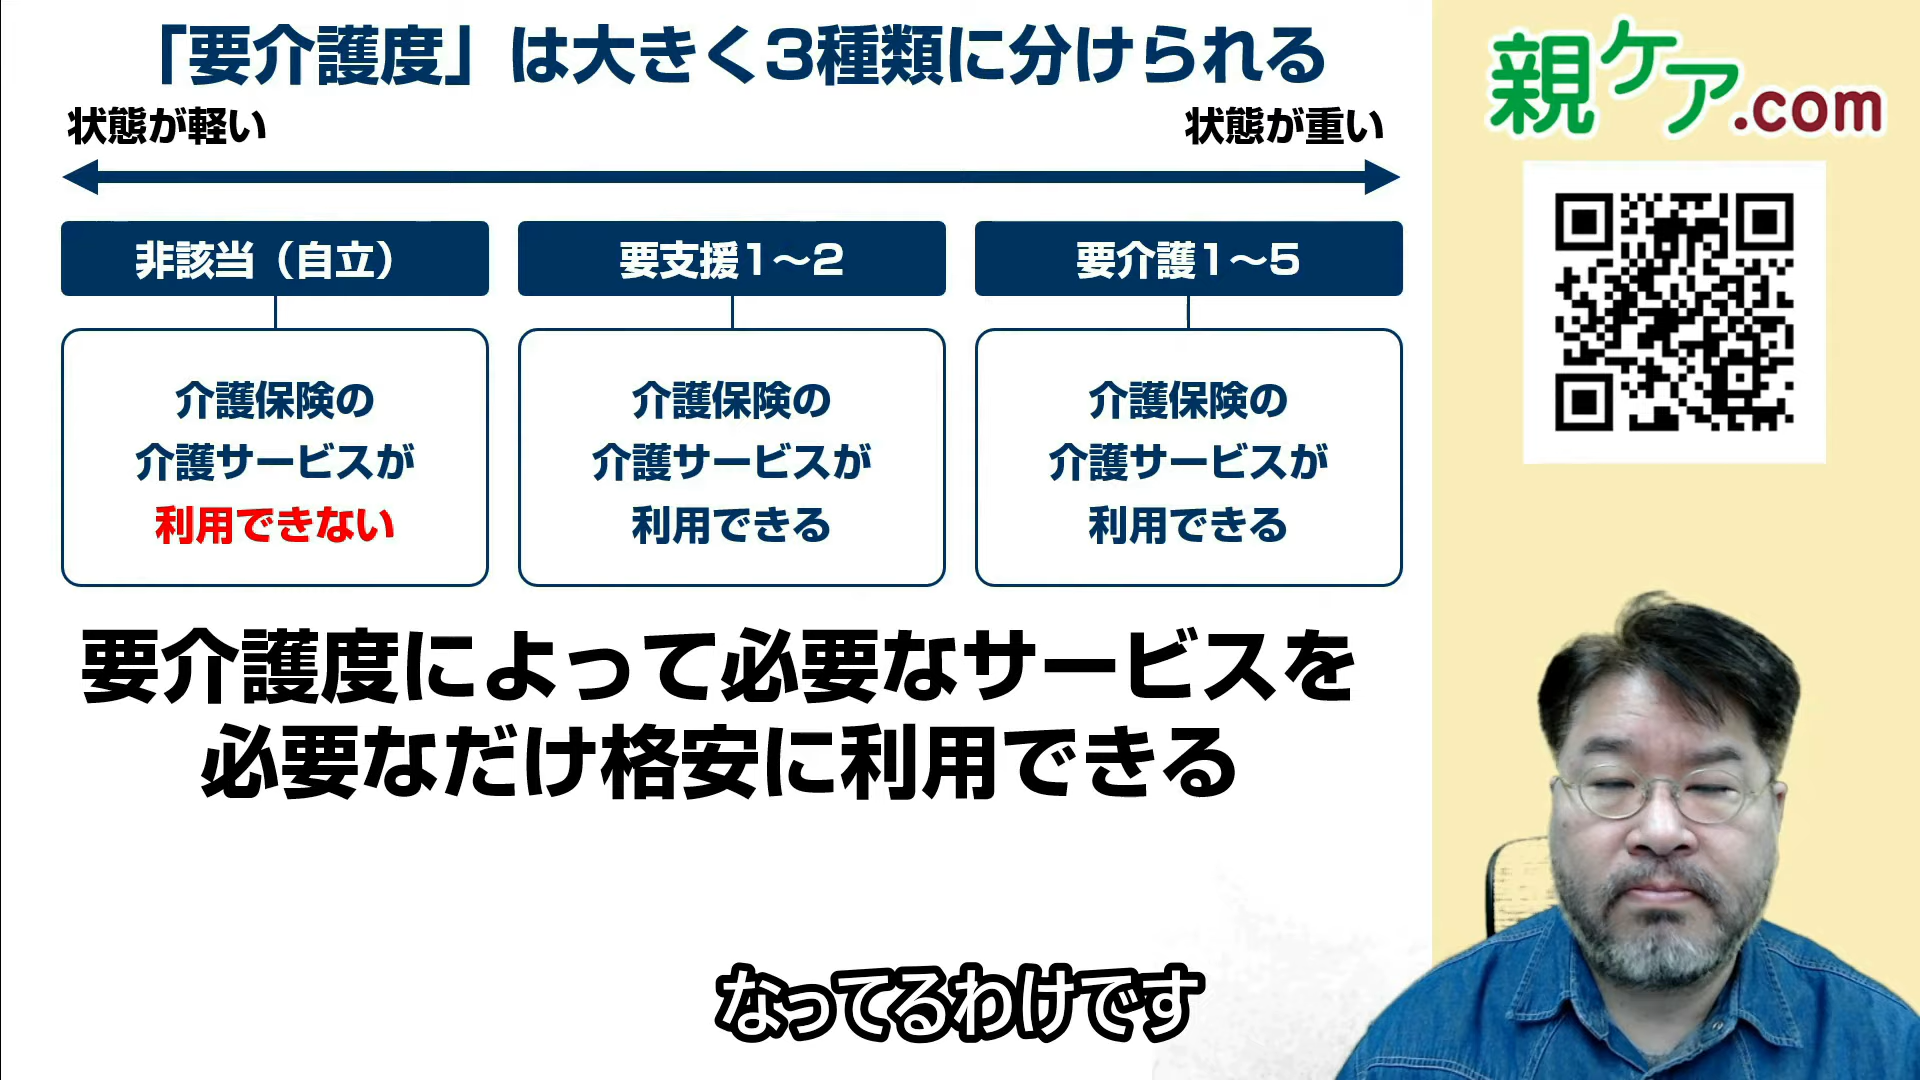 「要介護度」は大きく3種類に分けられる
状態が軽い
状態が重い
非該当（自立）
要支援1～2
要介護1～5
介護保険の
介護サービスが
利用できない
介護保険の
介護サービスが
利用できる
介護保険の
介護サービスが
利用できる
要介護度によって必要なサービスを
必要なだけ格安に利用できる
親ケア.com
なってるわけです